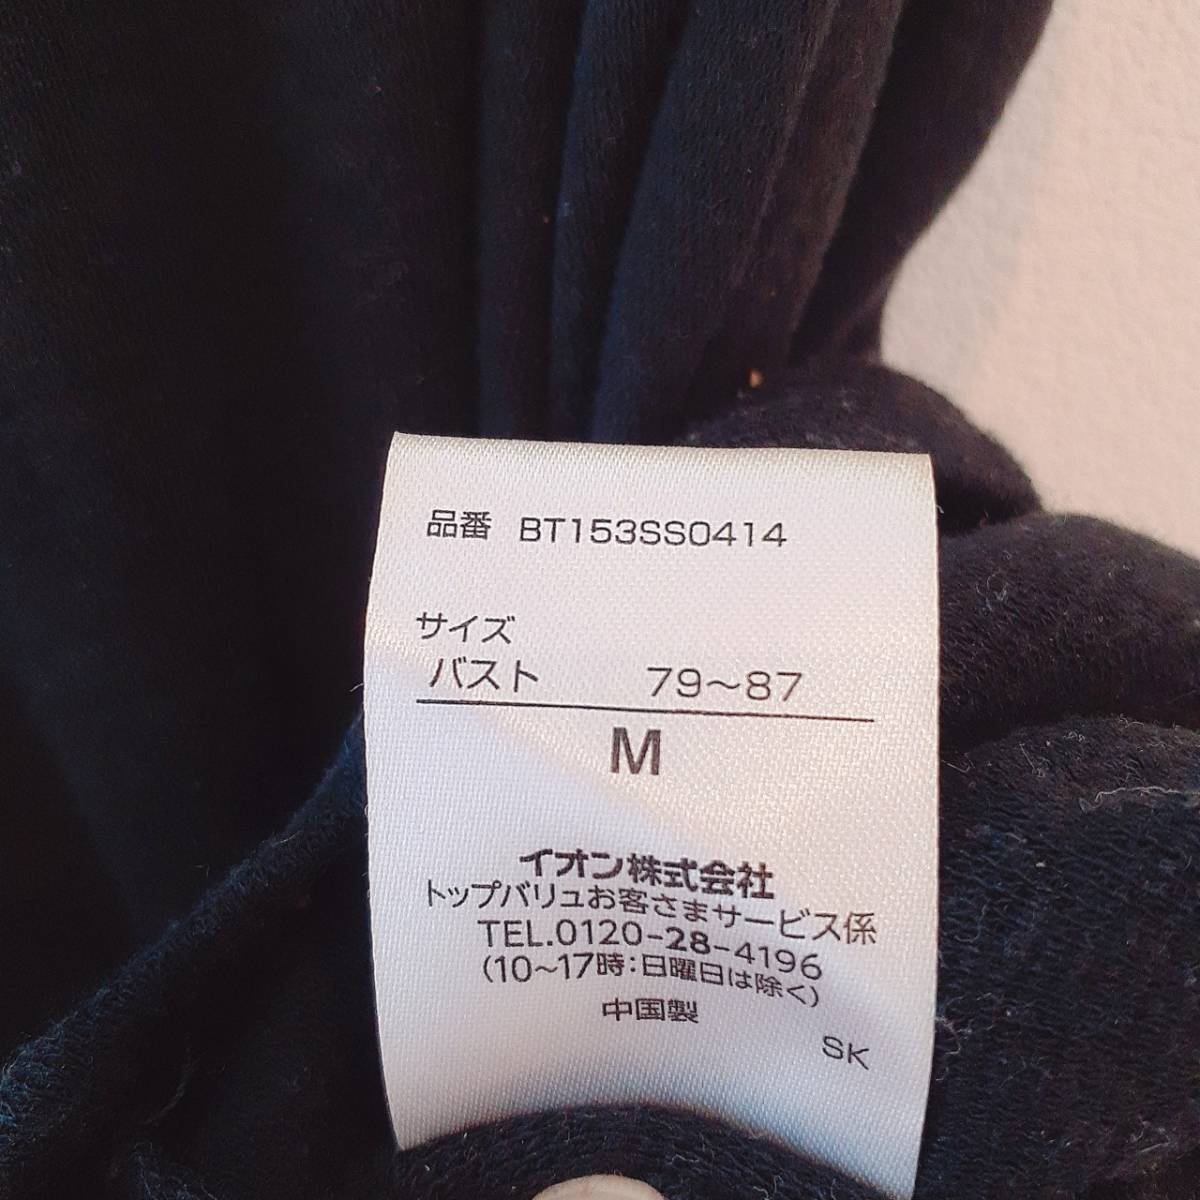 品番 BT153SS0414
サイズ
バスト 79～87
M
イオン株式会社
トップバリュお客さまサービス係
TEL.0120-28-4196
(10～17時:日曜日は除く)
中国製
SK